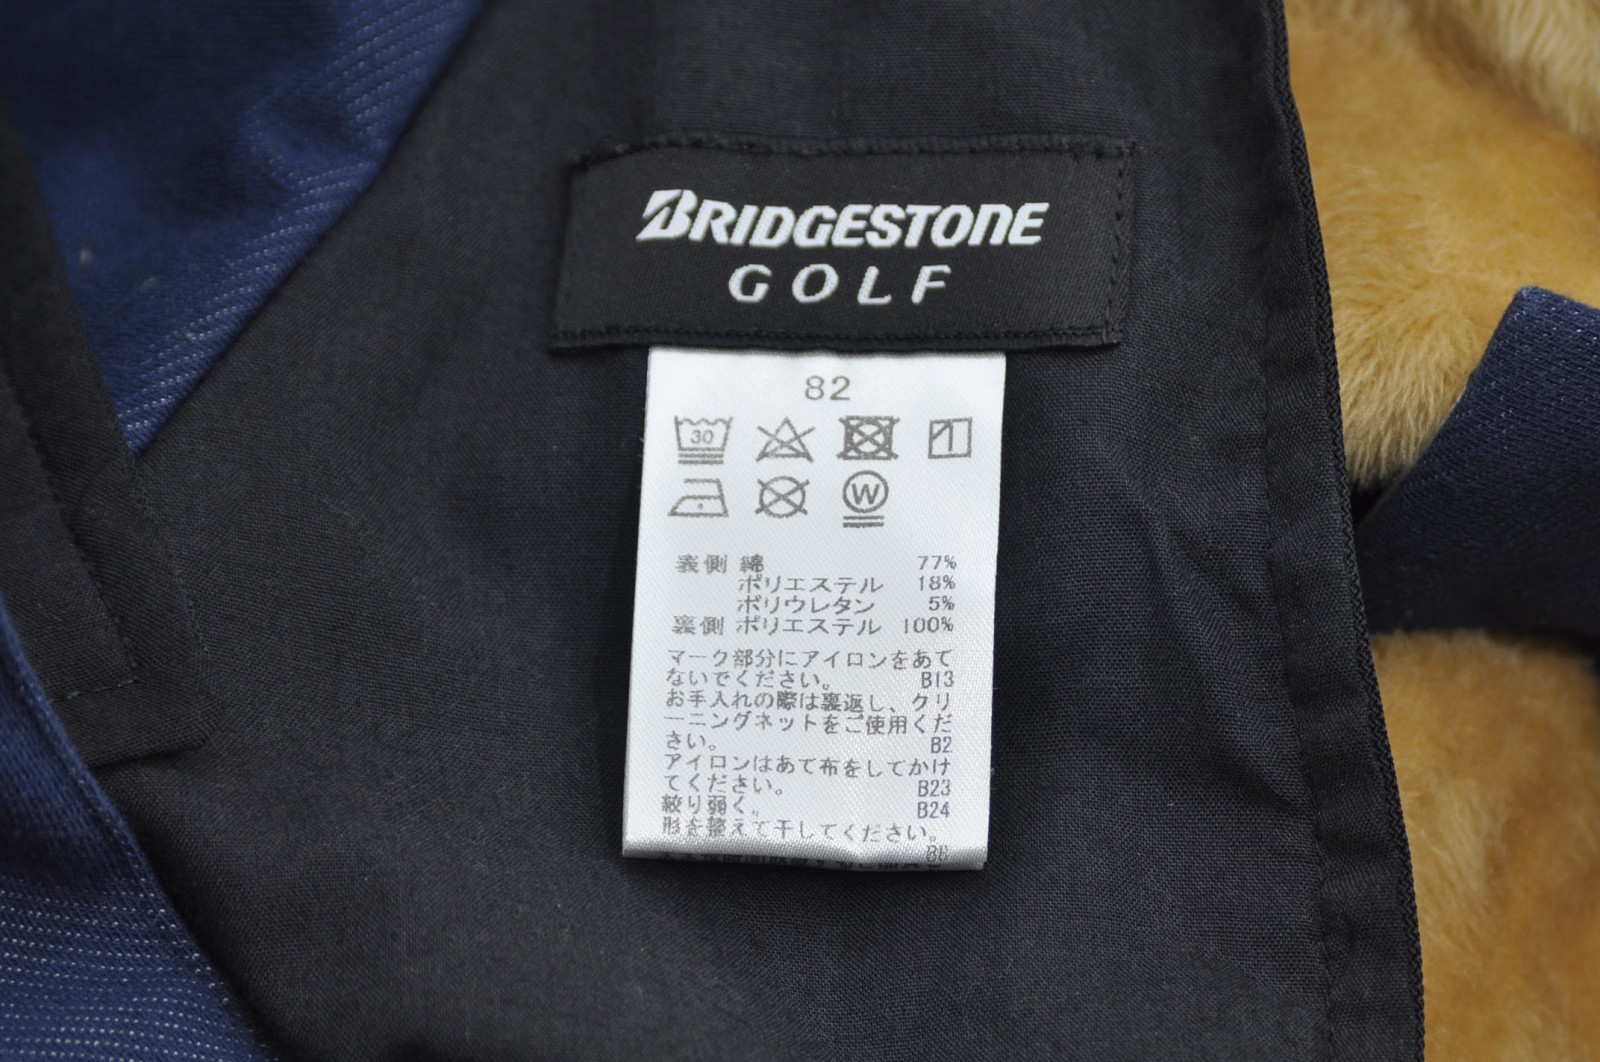 BRIDGESTONE
GOLF
82
30
W
表側 綿 77%
ポリエステル 18%
ポリウレタン 5%
裏側 ポリエステル 100%
マーク部分にアイロンをあて
ないでください。 B13
お手入れの際は裏返し、クリ
ーニングネットをご使用くだ
さい。 B2
アイロンはあて布をしてかけ
てください。 B23
絞り弱く。 B24
形を整えて干してください。